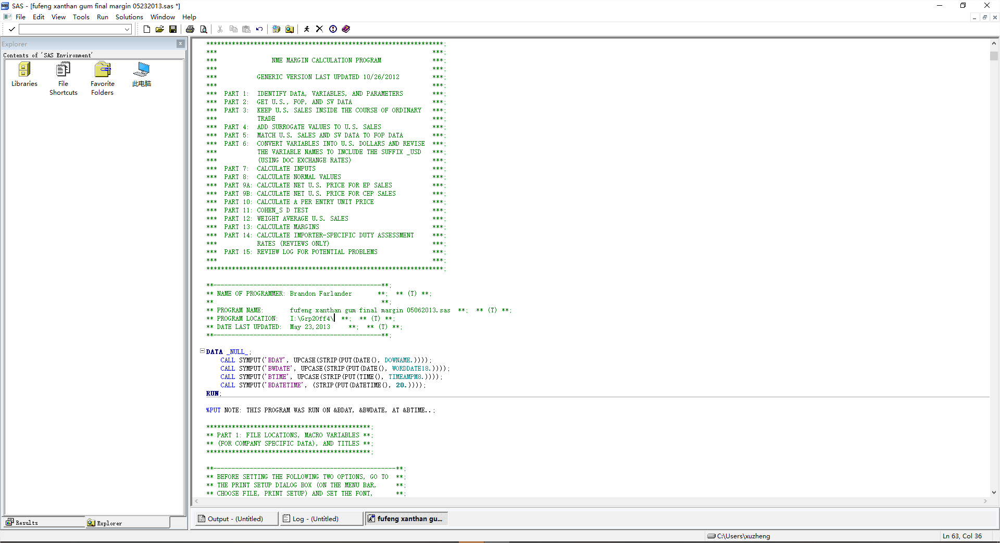 SAS - [fufeng xanthan gum final margin 05232013.sas *]
File Edit View Tools Run Solutions Window Help
Explorer
Contents of 'SAS Environment'
Libraries
File Shortcuts
Favorite Folders
此电脑
*****************************************************************;
*** ***;
*** NME MARGIN CALCULATION PROGRAM ***;
*** ***;
*** GENERIC VERSION LAST UPDATED 10/26/2012 ***;
*** ***;
*** PART 1: IDENTIFY DATA, VARIABLES, AND PARAMETERS ***;
*** PART 2: GET U.S., FOP, AND SV DATA ***;
*** PART 3: KEEP U.S. SALES INSIDE THE COURSE OF ORDINARY ***;
*** TRADE ***;
*** PART 4: ADD SURROGATE VALUES TO U.S. SALES ***;
*** PART 5: MATCH U.S. SALES AND SV DATA TO FOP DATA ***;
*** PART 6: CONVERT VARIABLES INTO U.S. DOLLARS AND REVISE ***;
*** THE VARIABLE NAMES TO INCLUDE THE SUFFIX _USD ***;
*** (USING DOC EXCHANGE RATES) ***;
*** PART 7: CALCULATE INPUTS ***;
*** PART 8: CALCULATE NORMAL VALUES ***;
*** PART 9A: CALCULATE NET U.S. PRICE FOR EP SALES ***;
*** PART 9B: CALCULATE NET U.S. PRICE FOR CEP SALES ***;
*** PART 10: CALCULATE A PER ENTRY UNIT PRICE ***;
*** PART 11: COHEN_S D TEST ***;
*** PART 12: WEIGHT AVERAGE U.S. SALES ***;
*** PART 13: CALCULATE MARGINS ***;
*** PART 14: CALCULATE IMPORTER-SPECIFIC DUTY ASSESSMENT ***;
*** RATES (REVIEWS ONLY) ***;
*** PART 15: REVIEW LOG FOR POTENTIAL PROBLEMS ***;
*** ***;
*****************************************************************;
**----------------------------------------------**;
** NAME OF PROGRAMMER: Brandon Farlander **; ** (T) **;
** **;
** PROGRAM NAME: fufeng xanthan gum final margin 05062013.sas **; ** (T) **;
** PROGRAM LOCATION: I:\Grp2Off4\ **; ** (T) **;
** DATE LAST UPDATED: May 23,2013 **; ** (T) **;
**----------------------------------------------**;
DATA _NULL_;
CALL SYMPUT('BDAY', UPCASE(STRIP(PUT(DATE(), DOWNAME.))));
CALL SYMPUT('BWDATE', UPCASE(STRIP(PUT(DATE(), WORDDATE18.))));
CALL SYMPUT('BTIME', UPCASE(STRIP(PUT(TIME(), TIMEAMPM8.))));
CALL SYMPUT('BDATETIME', (STRIP(PUT(DATETIME(), 20.))));
RUN;
%PUT NOTE: THIS PROGRAM WAS RUN ON &BDAY, &BWDATE, AT &BTIME..;
*********************************************;
** PART 1: FILE LOCATIONS, MACRO VARIABLES **;
** (FOR COMPANY SPECIFIC DATA), AND TITLES **;
*********************************************;
**--------------------------------------------------**;
** BEFORE SETTING THE FOLLOWING TWO OPTIONS, GO TO **;
** THE PRINT SETUP DIALOG BOX (ON THE MENU BAR, **;
** CHOOSE FILE, PRINT SETUP) AND SET THE FONT, **;
Results
Explorer
Output - (Untitled)
Log - (Untitled)
fufeng xanthan gu...
C:\Users\xuzheng
Ln 63, Col 36